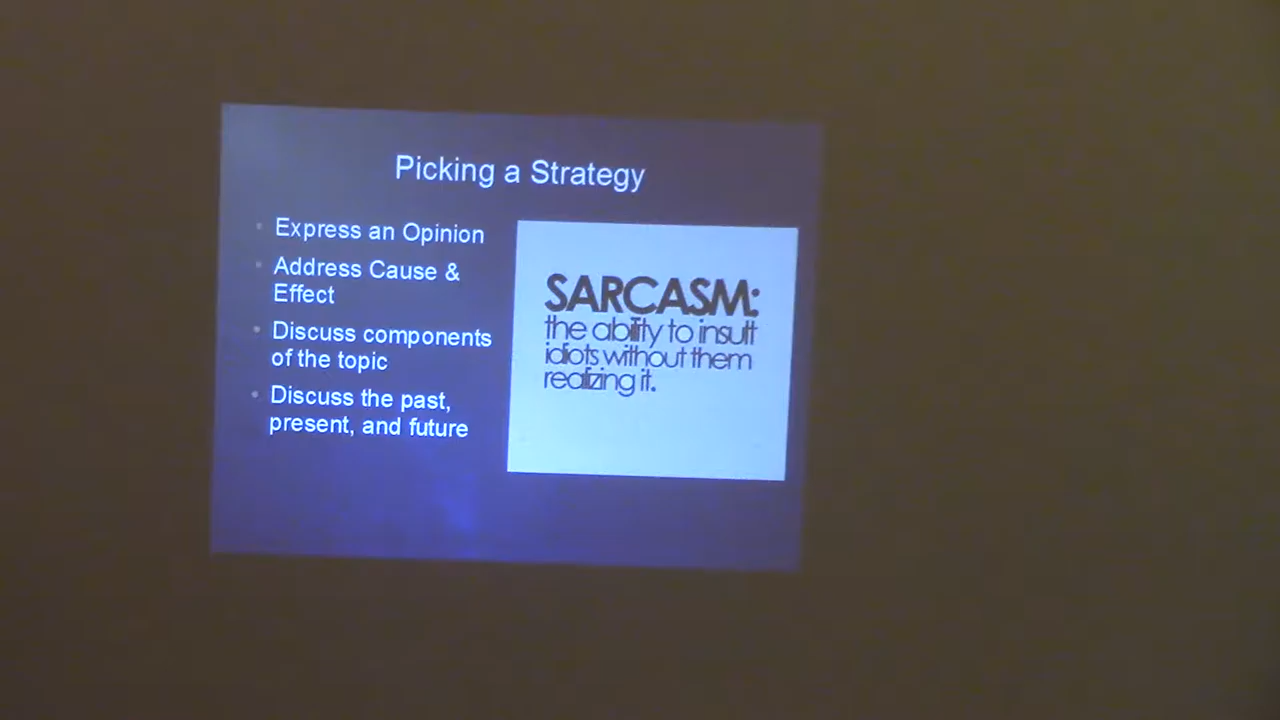 Picking a Strategy
Express an Opinion
Address Cause &
Effect
Discuss components
of the topic
Discuss the past,
present, and future
SARCASM:
the ability to insult
idiots without them
realizing it.